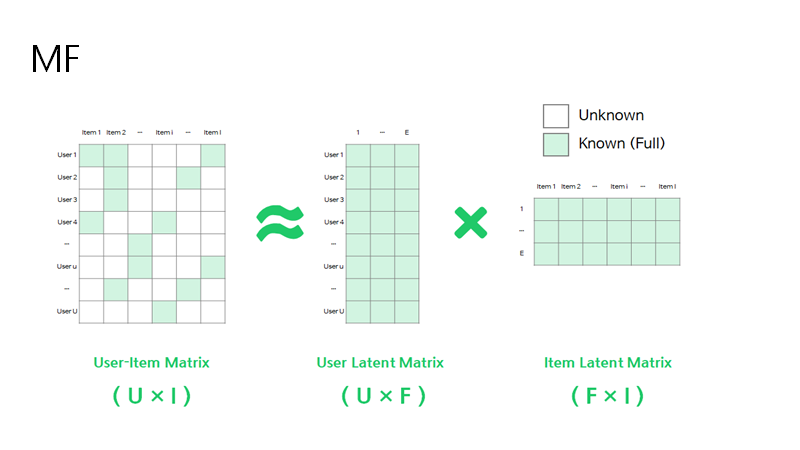 MF
Unknown
Known (Full)
Item 1 Item 2 ... Item i ... Item I
User 1
User 2
User 3
User 4
...
User u
...
User U
≈
1 ... E
User 1
User 2
User 3
User 4
...
User u
...
User U
×
Item 1 Item 2 ... Item i ... Item I
1
...
E
User-Item Matrix
( U × I )
User Latent Matrix
( U × F )
Item Latent Matrix
( F × I )